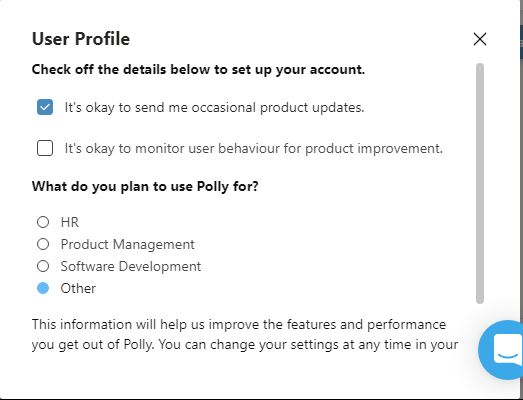 User Profile
Check off the details below to set up your account.
It's okay to send me occasional product updates.
It's okay to monitor user behaviour for product improvement.
What do you plan to use Polly for?
HR
Product Management
Software Development
Other
This information will help us improve the features and performance
you get out of Polly. You can change your settings at any time in your